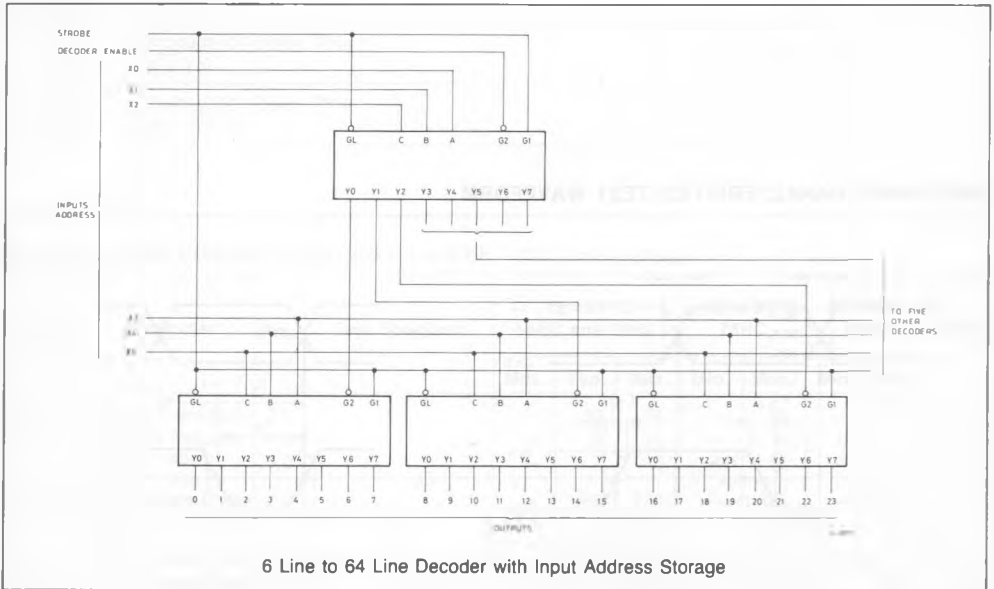 STROBE
DECODER ENABLE
X0
X1
X2
GL C B A G2 G1
Y0 Y1 Y2 Y3 Y4 Y5 Y6 Y7
INPUTS
ADDRESS
TO FIVE
OTHER
DECODERS
X3
X4
GL C B A G2 G1 GL C B A G2 G1 GL C B A G2 G1
Y0 Y1 Y2 Y3 Y4 Y5 Y6 Y7 Y0 Y1 Y2 Y3 Y4 Y5 Y6 Y7 Y0 Y1 Y2 Y3 Y4 Y5 Y6 Y7
0 1 2 3 4 5 6 7 8 9 10 11 12 13 14 15 16 17 18 19 20 21 22 23
OUTPUTS
6 Line to 64 Line Decoder with Input Address Storage